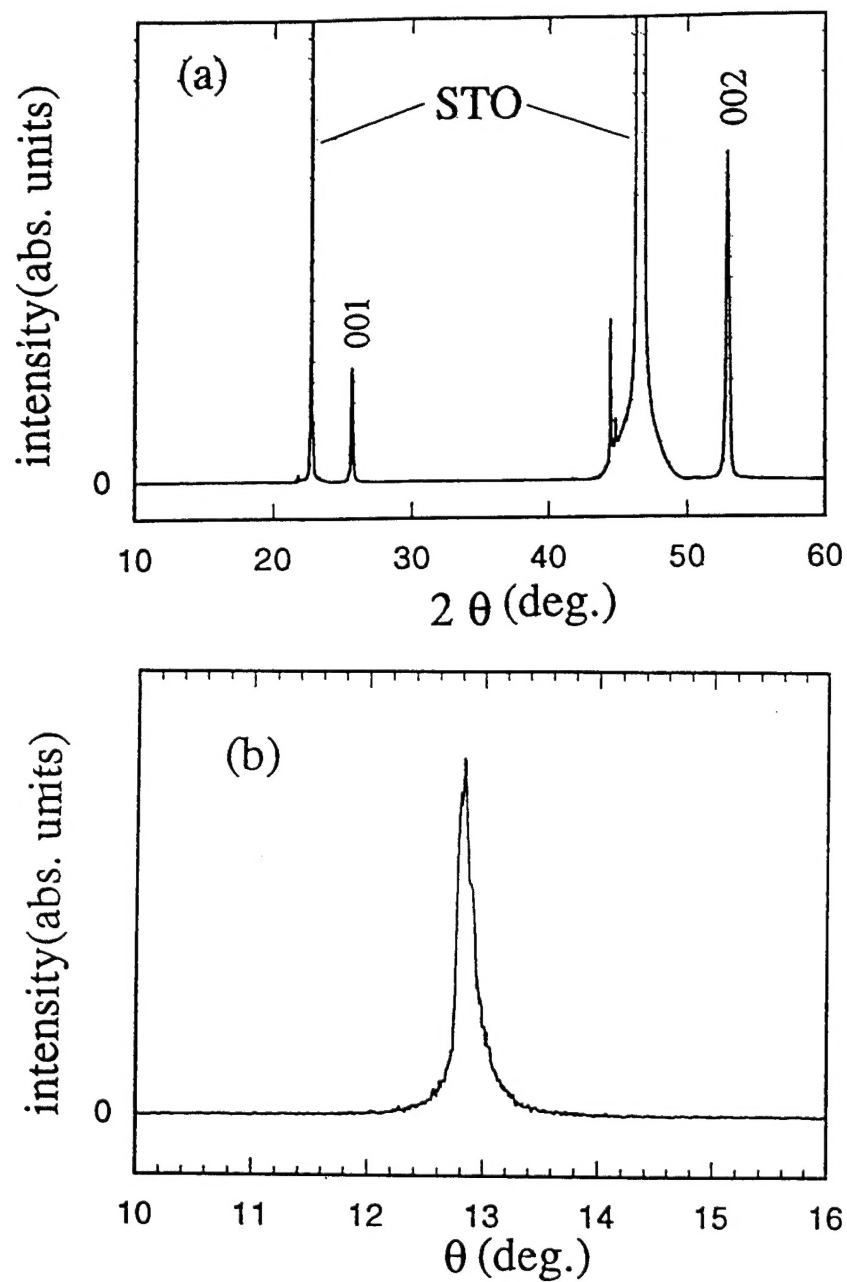 (a)
STO
002
001
intensity(abs. units)
0
10 20 30 40 50 60
2 θ (deg.)
(b)
intensity(abs. units)
0
10 11 12 13 14 15 16
θ (deg.)